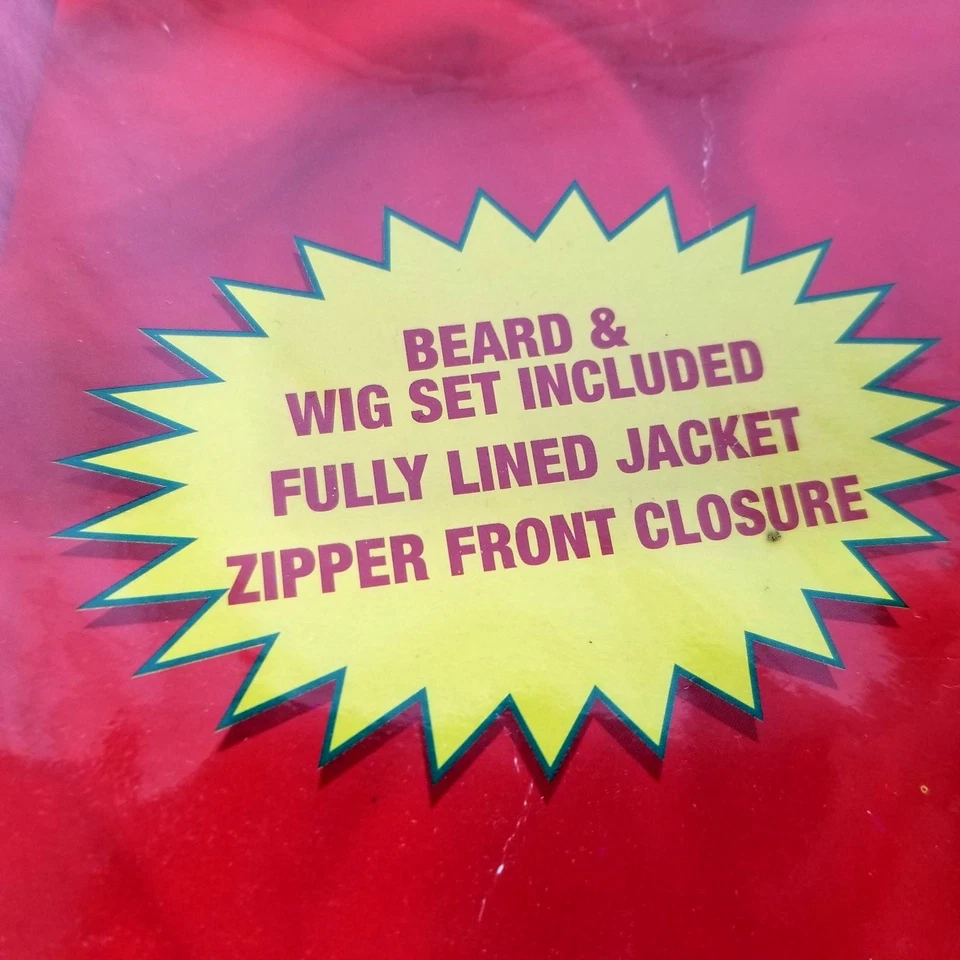 BEARD &
WIG SET INCLUDED
FULLY LINED JACKET
ZIPPER FRONT CLOSURE